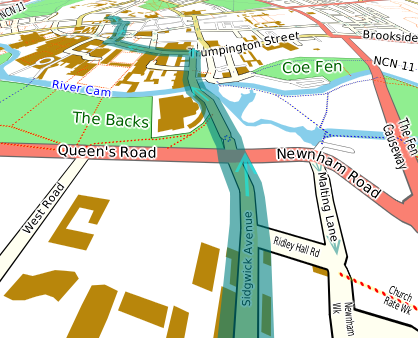 NCN 11
Brookside
Trumpington Street
Coe Fen
NCN 11
River Cam
The Backs
The Fen
Causeway
Queen's Road
Newnham Road
West Road
Malting Lane
Sidgwick Avenue
Ridley Hall Rd
Church
Rate Wk
Newnham
Wk